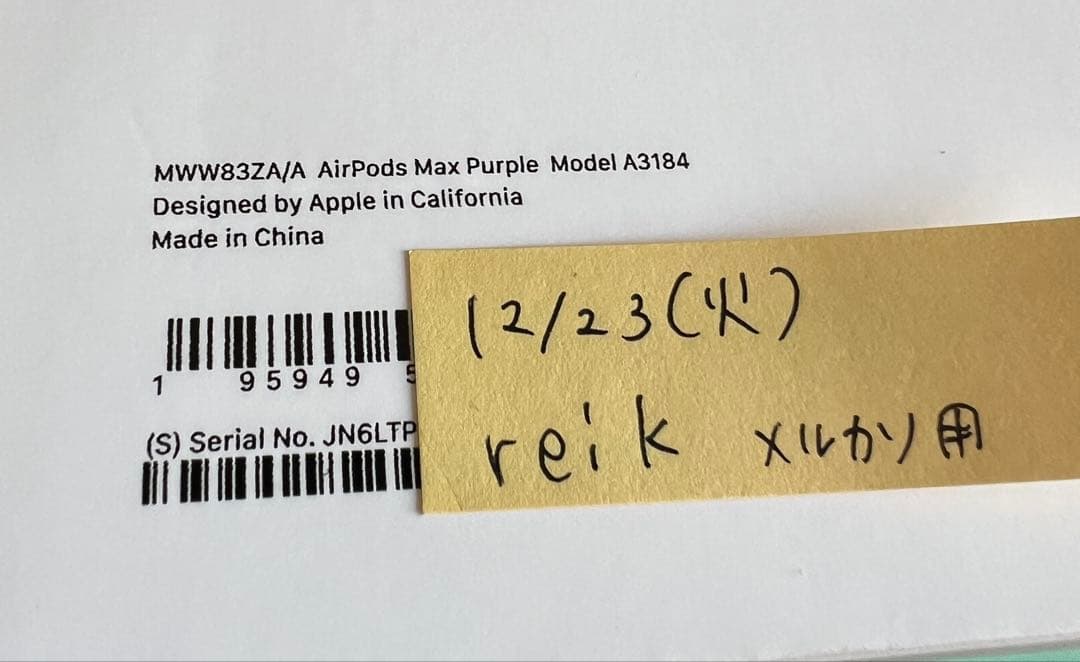 MWW83ZA/A AirPods Max Purple Model A3184
Designed by Apple in California
Made in China
1 95949 5
(S) Serial No. JN6LTP
12/23(火)
reik メルカリ用